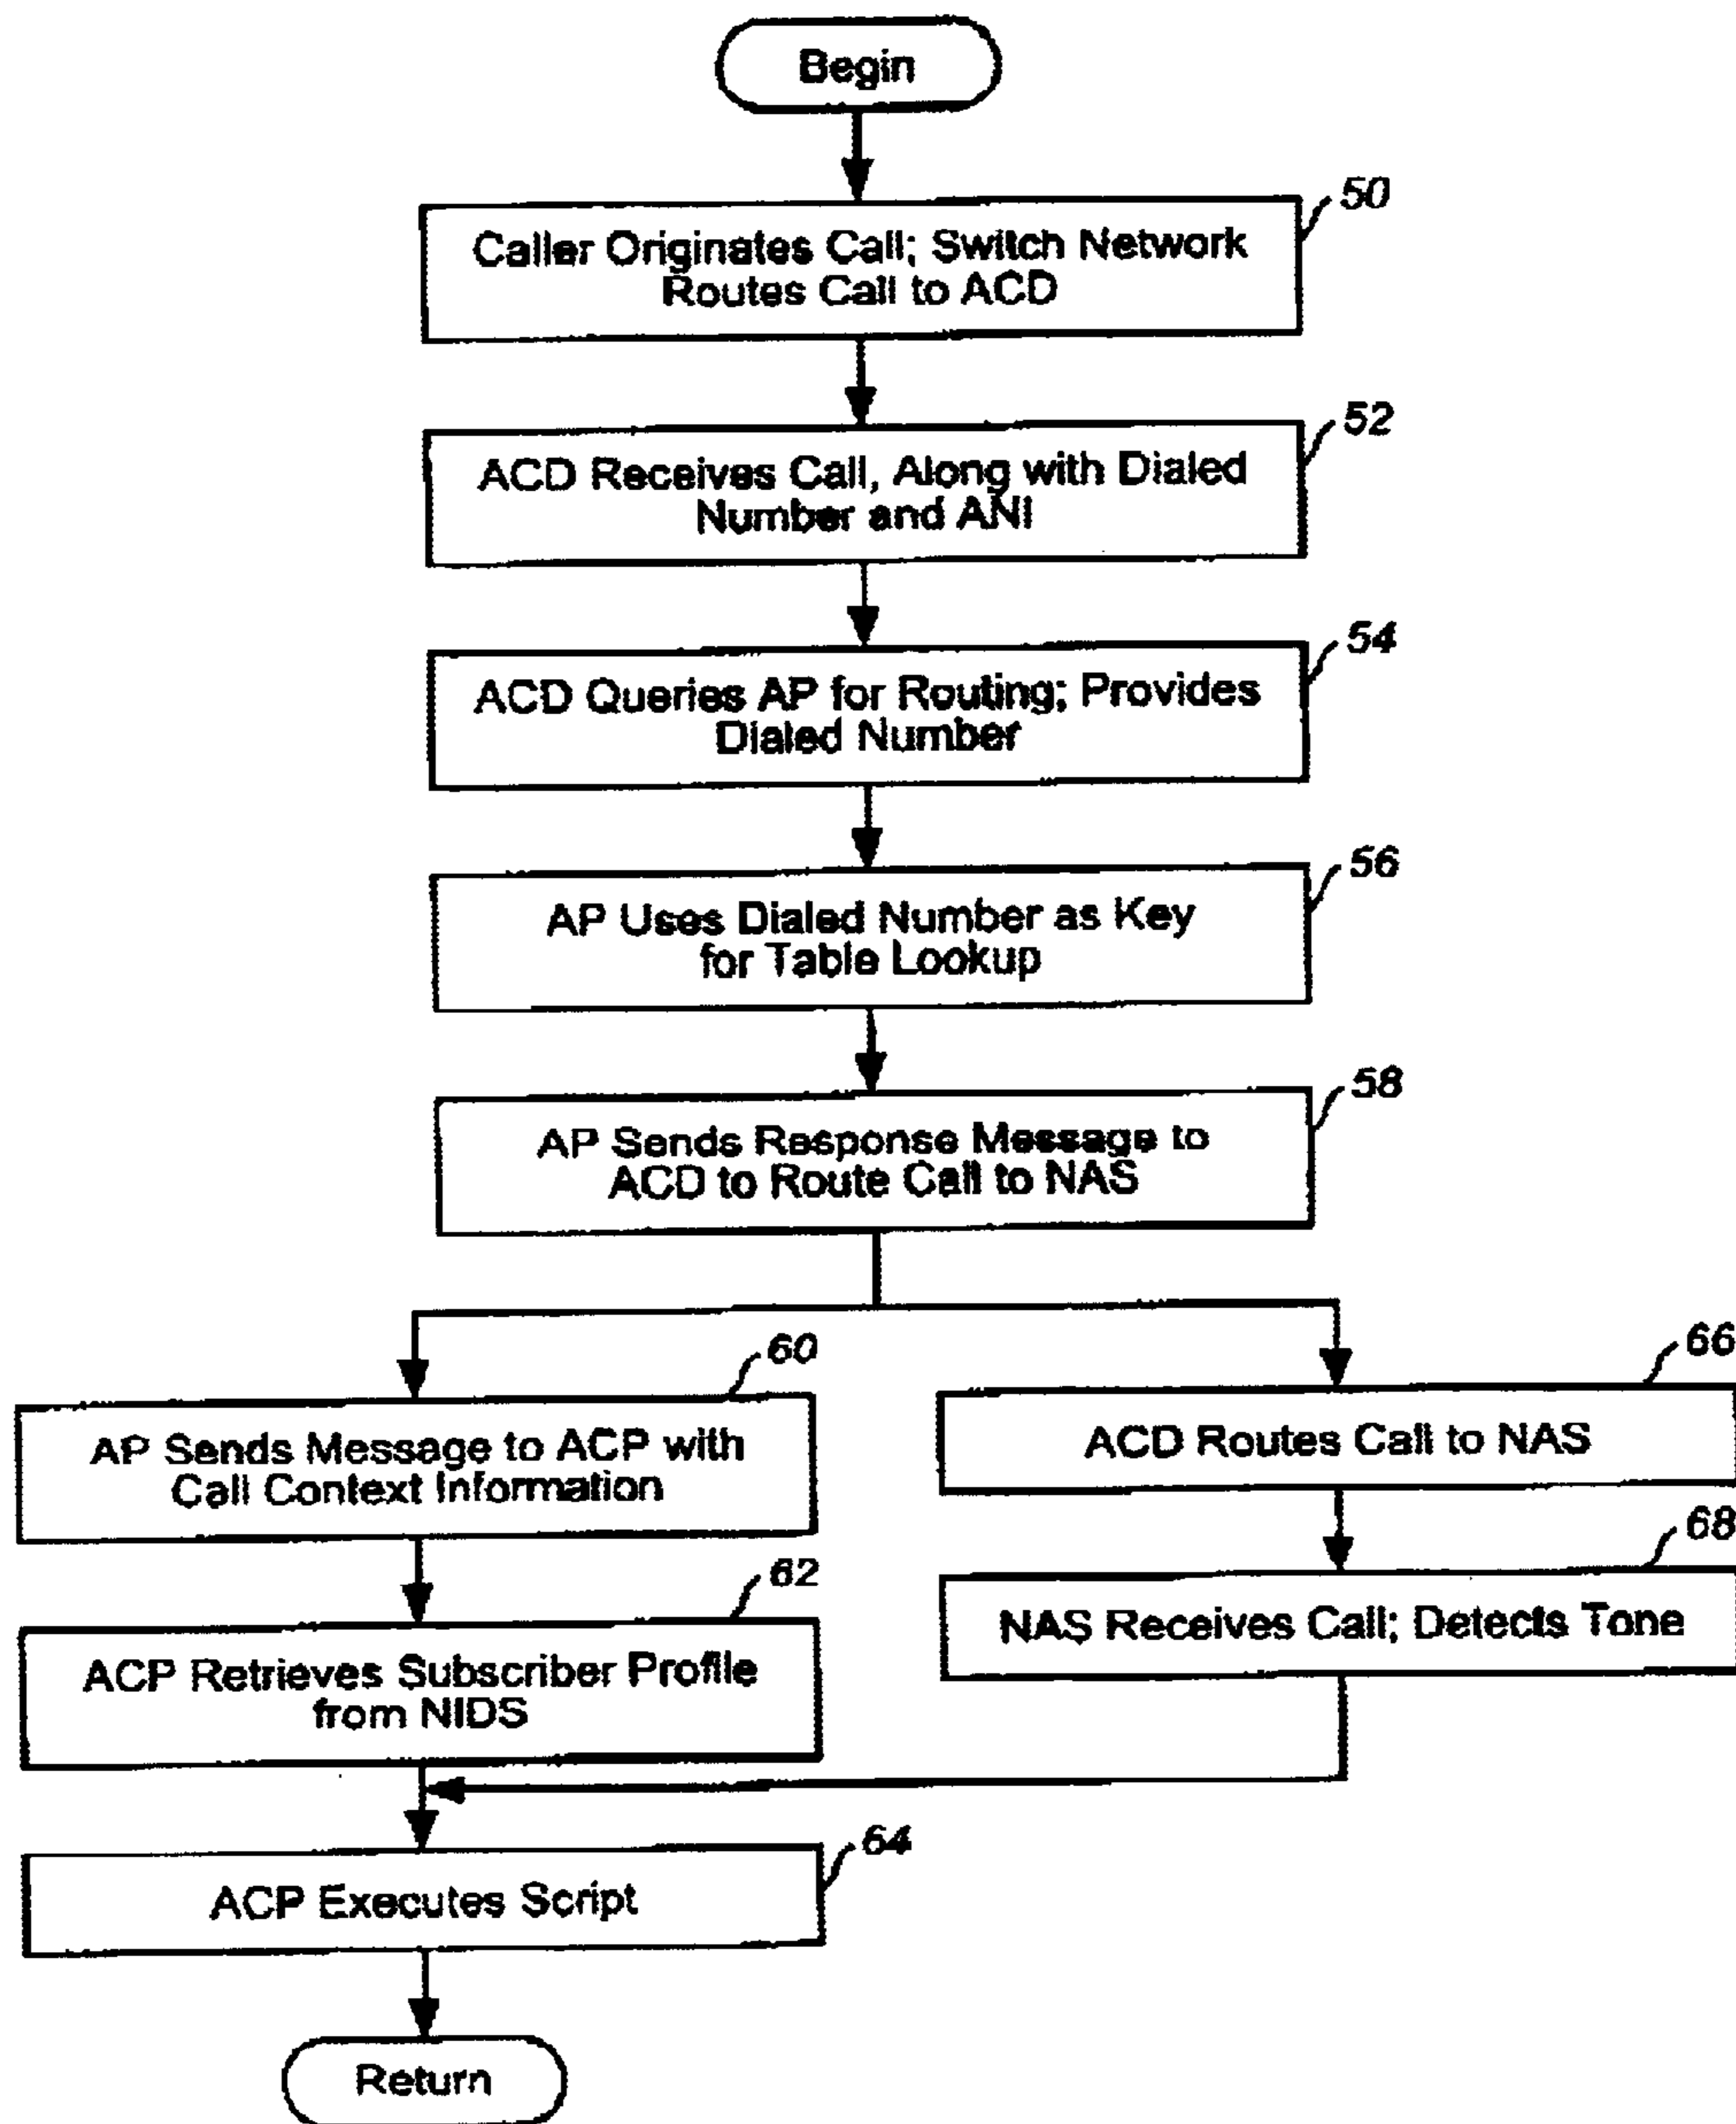 Begin
50
Caller Originates Call; Switch Network
Routes Call to ACD
52
ACD Receives Call, Along with Dialed
Number and ANI
54
ACD Queries AP for Routing; Provides
Dialed Number
56
AP Uses Dialed Number as Key
for Table Lookup
58
AP Sends Response Message to
ACD to Route Call to NAS
60
AP Sends Message to ACP with
Call Context Information
66
ACD Routes Call to NAS
62
ACP Retrieves Subscriber Profile
from NIDS
68
NAS Receives Call; Detects Tone
64
ACP Executes Script
Return